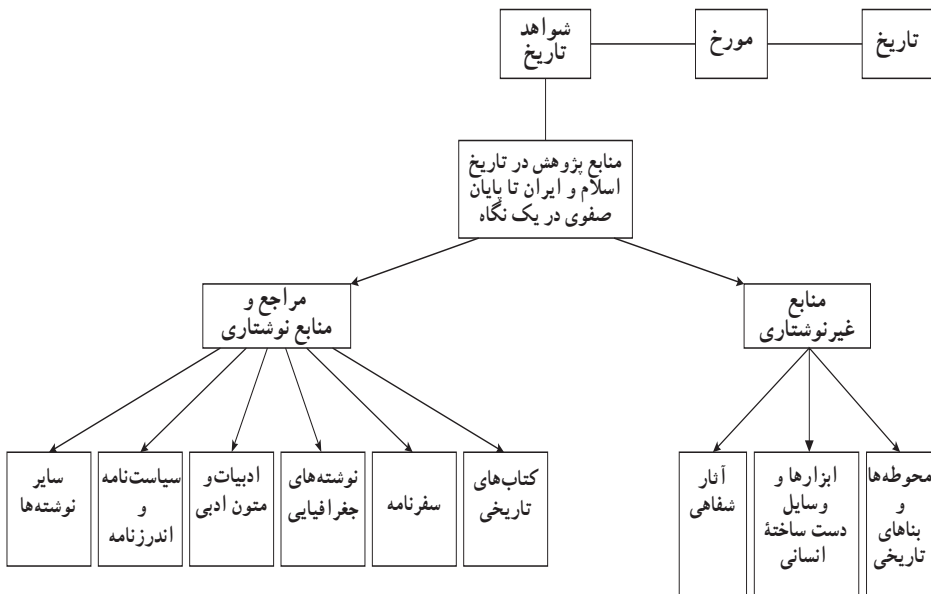 تاریخ
مورخ
شواهد
تاریخ
منابع پژوهش در تاریخ
اسلام و ایران تا پایان
صفوی در یک نگاه
منابع
غیرنوشتاری
مراجع و
منابع نوشتاری
محوطه‌ها
و
بناهای
تاریخی
ابزارها و
وسایل
دست ساختهٔ
انسانی
آثار
شفاهی
کتاب‌های
تاریخی
سفرنامه
نوشته‌های
جغرافیایی
ادبیات و
متون ادبی
سیاست‌نامه
و
اندرزنامه
سایر
نوشته‌ها